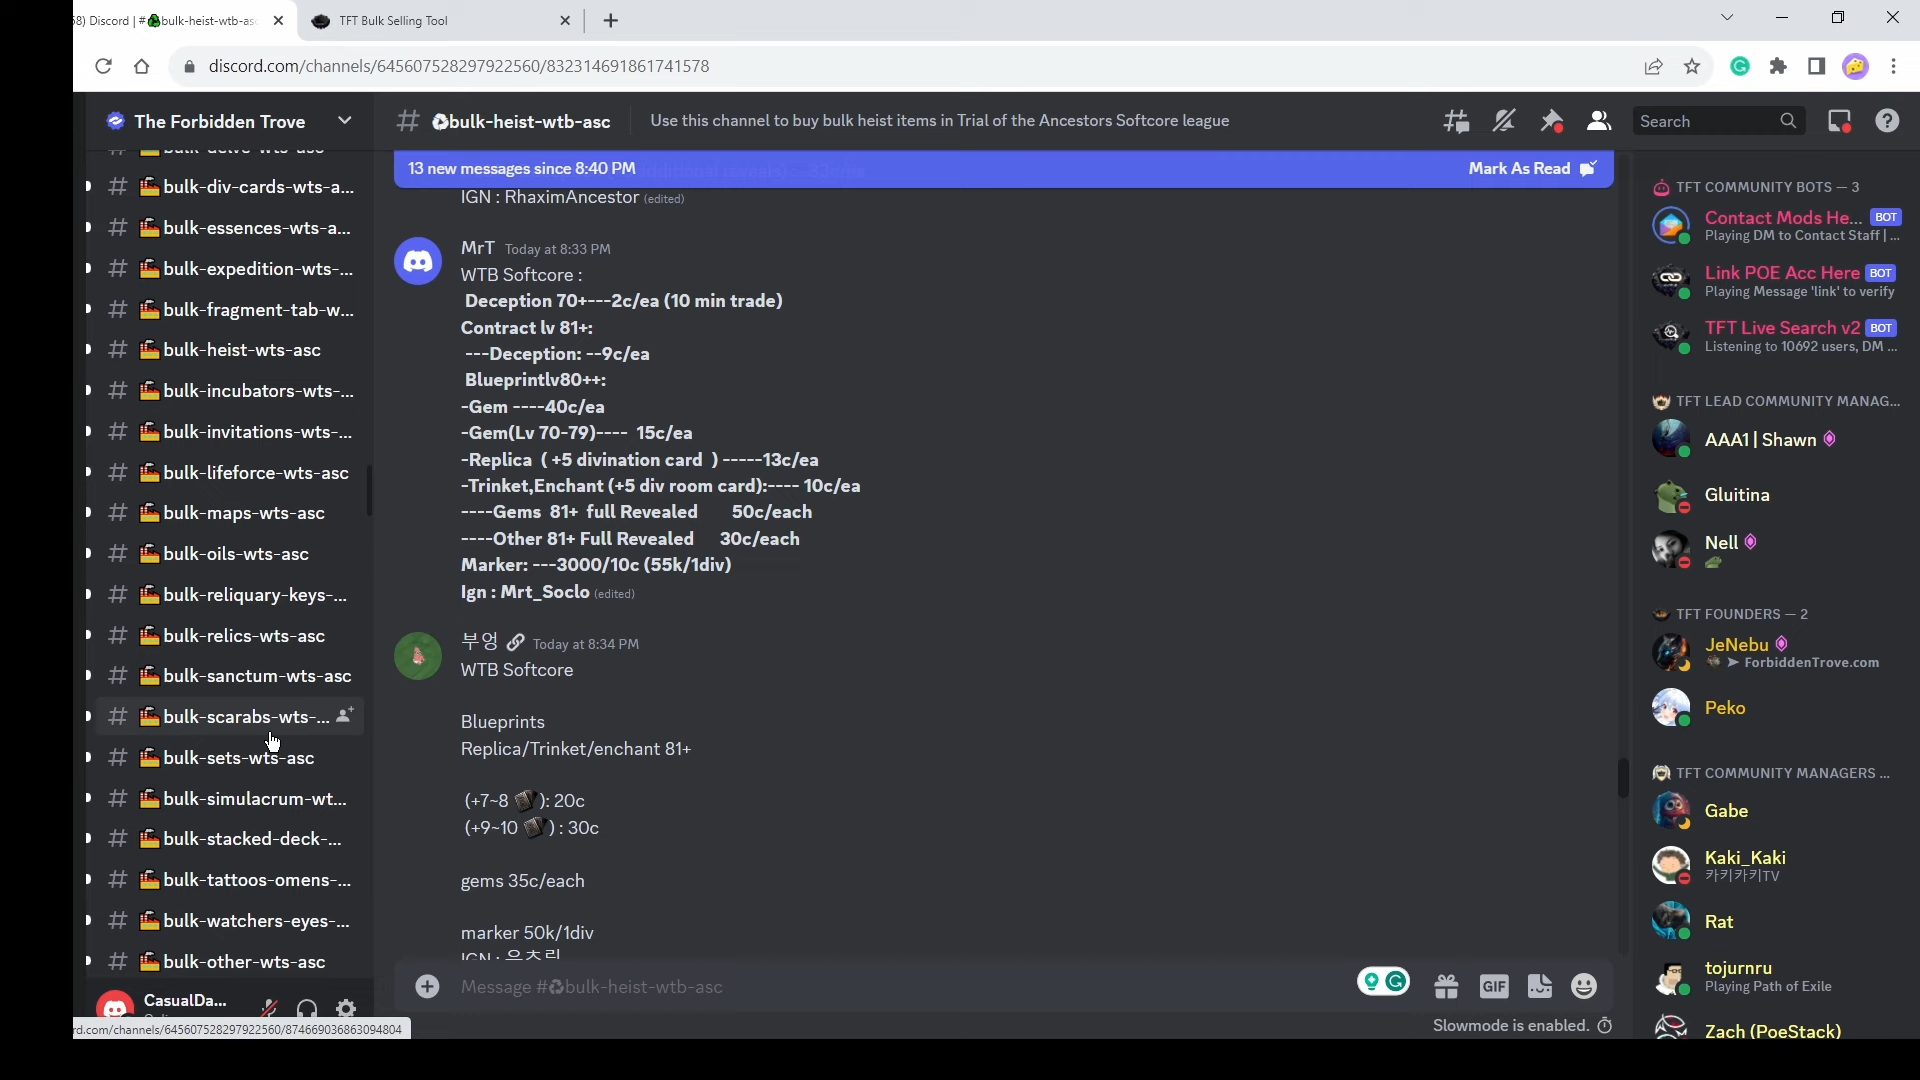 58) Discord | #bulk-heist-wtb-asc
TFT Bulk Selling Tool
discord.com/channels/645607528297922560/832314691861741578
The Forbidden Trove
bulk-heist-wtb-asc
Use this channel to buy bulk heist items in Trial of the Ancestors Softcore league
Search
bulk-delve-wts-asc
bulk-div-cards-wts-a...
bulk-essences-wts-a...
bulk-expedition-wts-...
bulk-fragment-tab-w...
bulk-heist-wts-asc
bulk-incubators-wts-...
bulk-invitations-wts-...
bulk-lifeforce-wts-asc
bulk-maps-wts-asc
bulk-oils-wts-asc
bulk-reliquary-keys-...
bulk-relics-wts-asc
bulk-sanctum-wts-asc
bulk-scarabs-wts-...
bulk-sets-wts-asc
bulk-simulacrum-wt...
bulk-stacked-deck-...
bulk-tattoos-omens-...
bulk-watchers-eyes-...
bulk-other-wts-asc
CasualDa...
rd.com/channels/645607528297922560/874669036863094804
13 new messages since 8:40 PM
Mark As Read
IGN : RhaximAncestor (edited)
MrT Today at 8:33 PM
WTB Softcore :
Deception 70+---2c/ea (10 min trade)
Contract lv 81+:
---Deception: --9c/ea
Blueprintlv80++:
-Gem ----40c/ea
-Gem(Lv 70-79)---- 15c/ea
-Replica ( +5 divination card ) -----13c/ea
-Trinket,Enchant (+5 div room card):---- 10c/ea
----Gems 81+ full Revealed 50c/each
----Other 81+ Full Revealed 30c/each
Marker: ---3000/10c (55k/1div)
Ign : Mrt_Soclo (edited)
부엉 Today at 8:34 PM
WTB Softcore
Blueprints
Replica/Trinket/enchant 81+
(+7~8 ): 20c
(+9~10 ) : 30c
gems 35c/each
marker 50k/1div
IGN :
Message #bulk-heist-wtb-asc
GIF
Slowmode is enabled.
TFT COMMUNITY BOTS — 3
Contact Mods He... BOT
Playing DM to Contact Staff | ...
Link POE Acc Here BOT
Playing Message 'link' to verify
TFT Live Search v2 BOT
Listening to 10692 users, DM ...
TFT LEAD COMMUNITY MANAG...
AAA1 | Shawn
Gluitina
Nell
TFT FOUNDERS — 2
JeNebu
➤ ForbiddenTrove.com
Peko
TFT COMMUNITY MANAGERS ...
Gabe
Kaki_Kaki
카키카키TV
Rat
tojurnru
Playing Path of Exile
Zach (PoeStack)